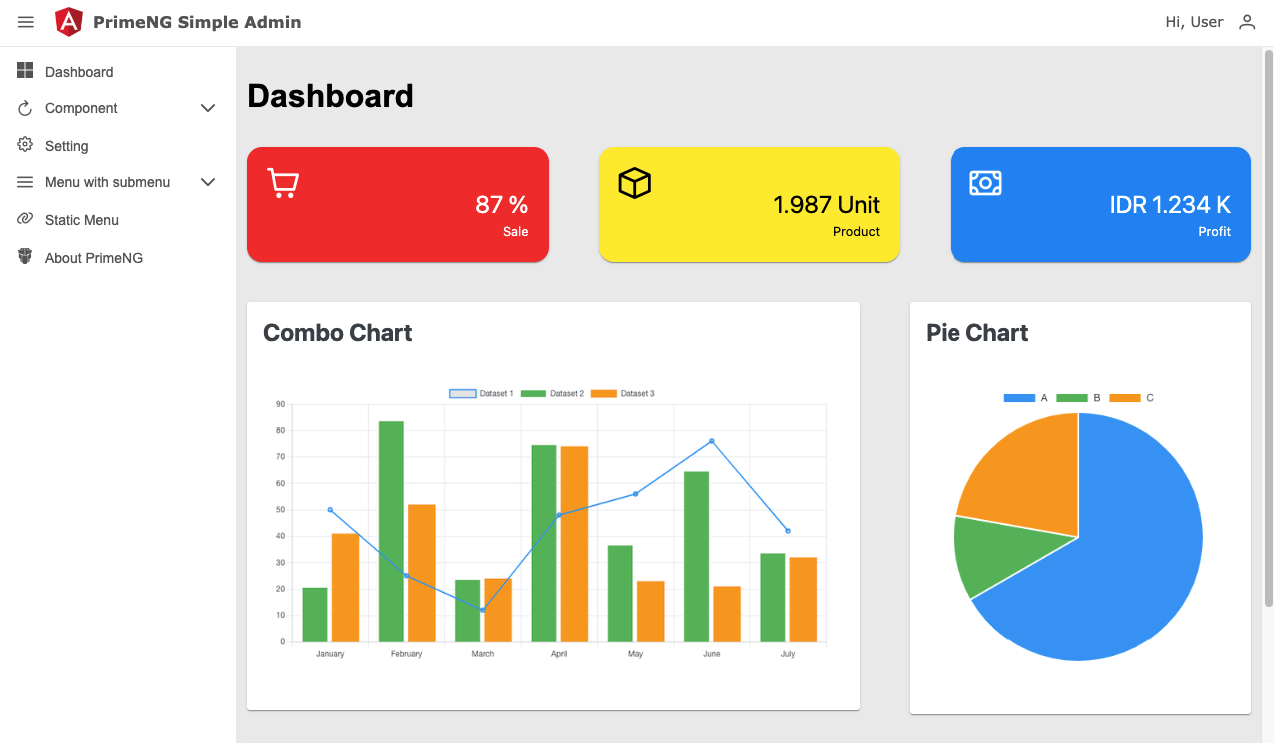 PrimeNG Simple Admin
Hi, User
Dashboard
Component
Setting
Menu with submenu
Static Menu
About PrimeNG
Dashboard
87 %
Sale
1.987 Unit
Product
IDR 1.234 K
Profit
Combo Chart
Dataset 1 Dataset 2 Dataset 3
90
80
70
60
50
40
30
20
10
0
January February March April May June July
Pie Chart
A B C